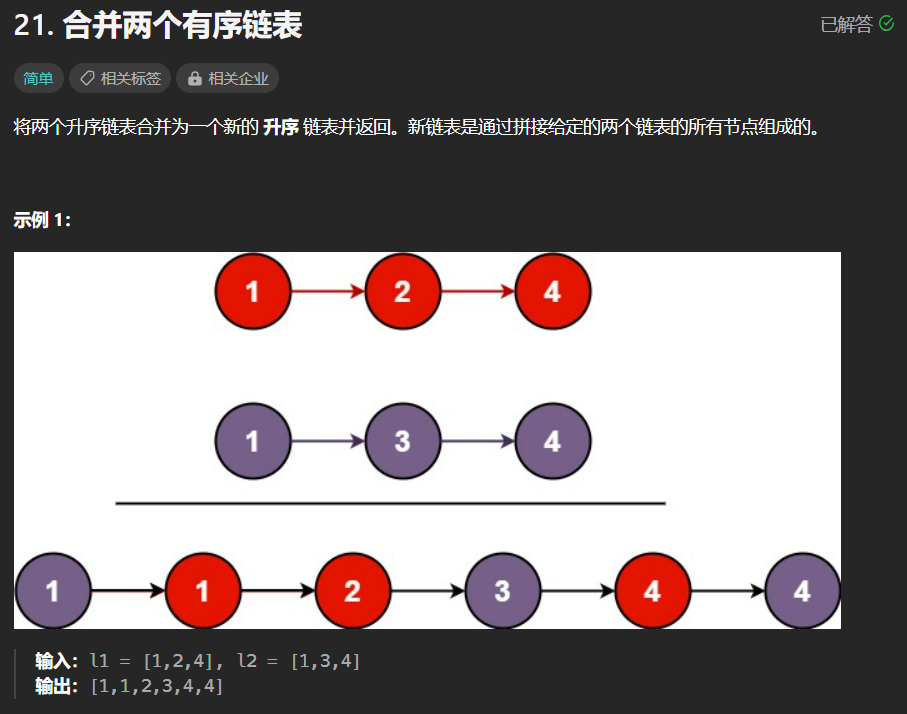 21. 合并两个有序链表
已解答
简单 相关标签 相关企业
将两个升序链表合并为一个新的 升序 链表并返回。新链表是通过拼接给定的两个链表的所有节点组成的。
示例 1：
1 2 4
1 3 4
1 1 2 3 4 4
输入：l1 = [1,2,4], l2 = [1,3,4]
输出：[1,1,2,3,4,4]